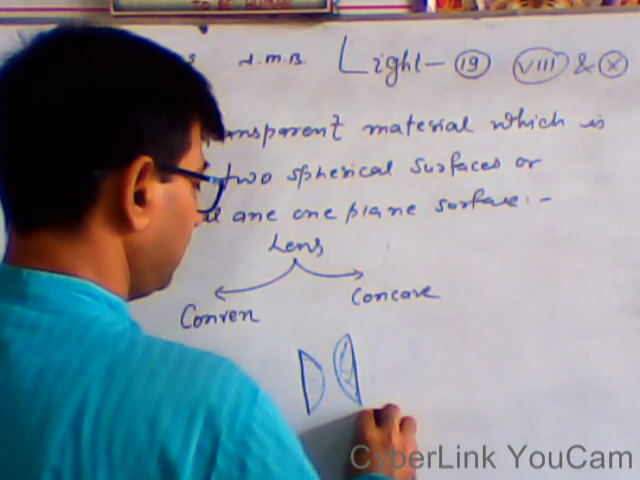 Light - 19 VIII & X
ansparent material which is
two spherical surfaces or
one plane surface :-
Lens
Conven
Concave
CyberLink YouCam